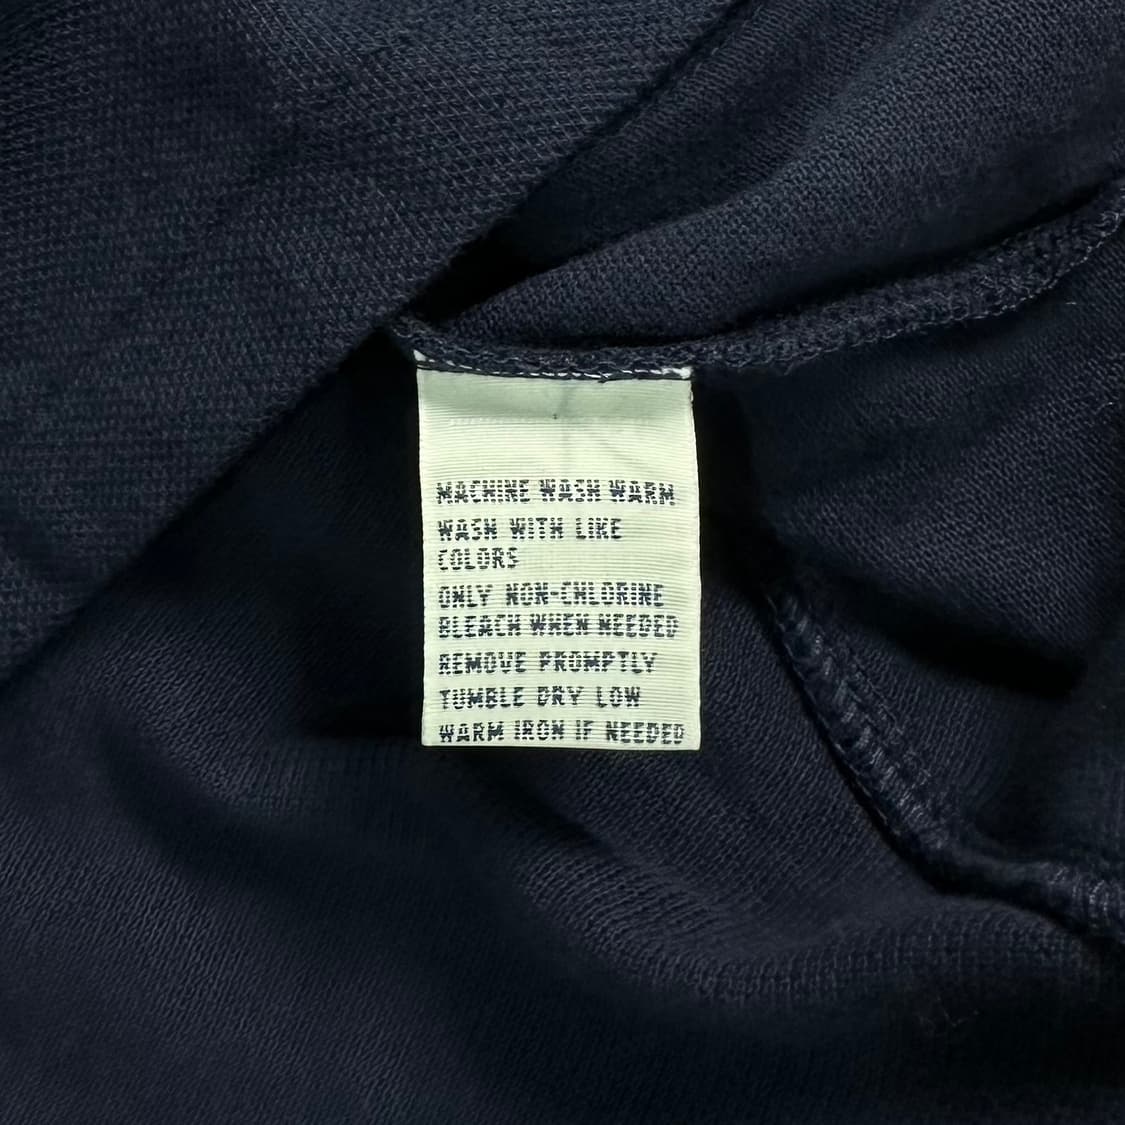 MACHINE WASH WARM
WASH WITH LIKE
COLORS
ONLY NON-CHLORINE
BLEACH WHEN NEEDED
REMOVE PROMPTLY
TUMBLE DRY LOW
WARM IRON IF NEEDED